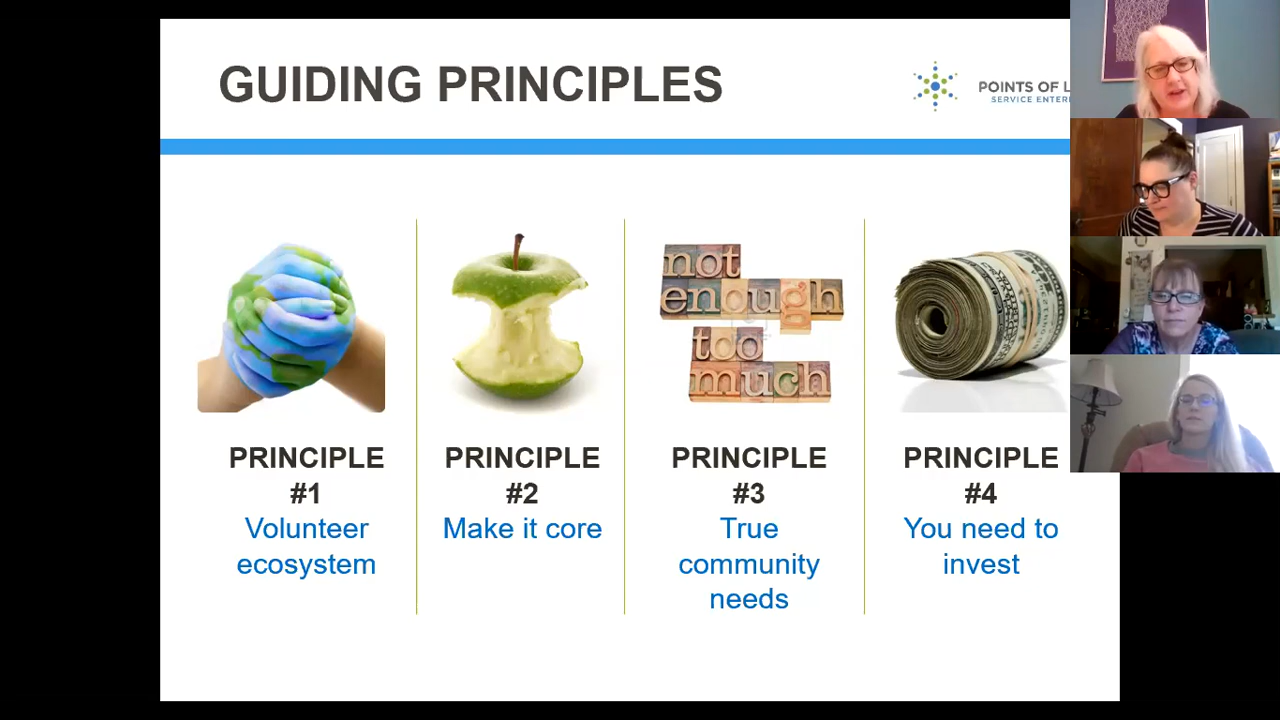 GUIDING PRINCIPLES
POINTS OF L
SERVICE ENTER
not
enough
too
much
PRINCIPLE
#1
Volunteer
ecosystem
PRINCIPLE
#2
Make it core
PRINCIPLE
#3
True
community
needs
PRINCIPLE
#4
You need to
invest